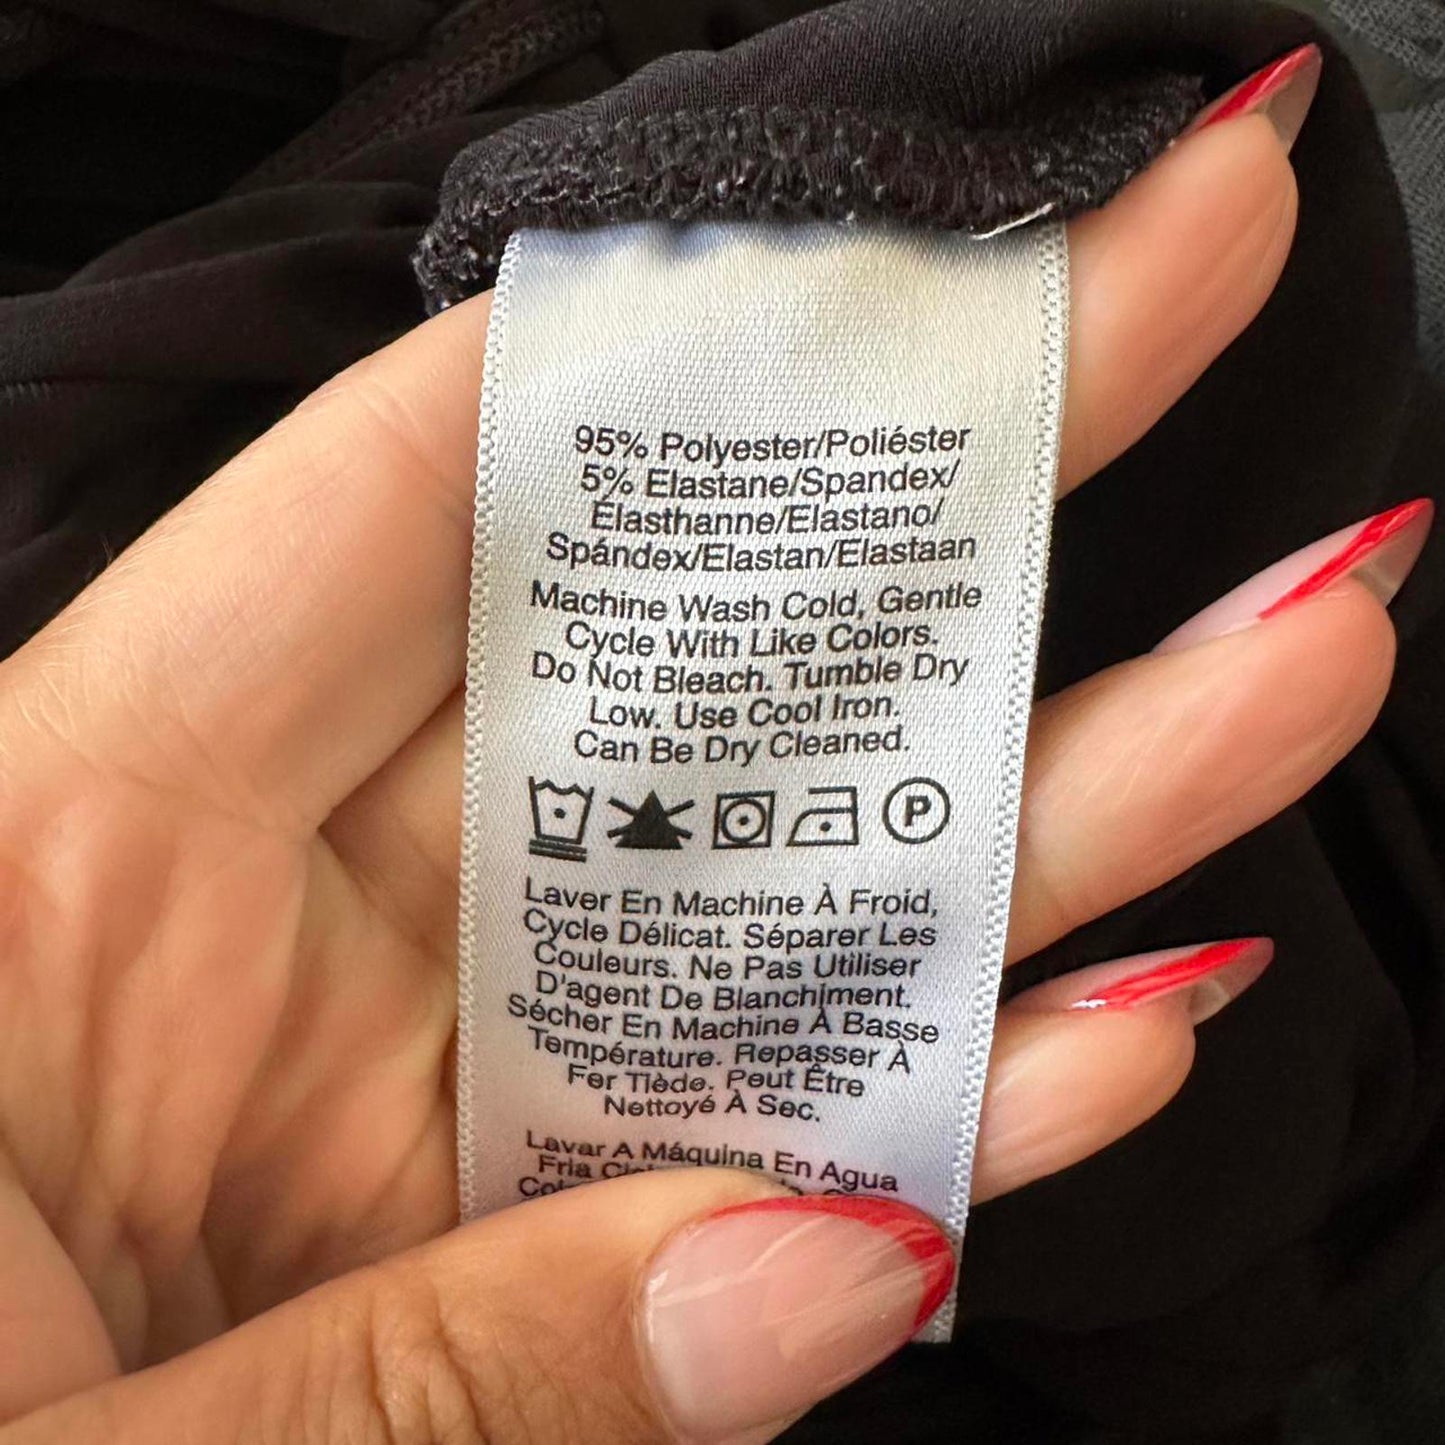 95% Polyester/Poliéster
5% Elastane/Spandex/
Élasthanne/Elastano/
Spándex/Elastan/Elastaan
Machine Wash Cold, Gentle
Cycle With Like Colors.
Do Not Bleach. Tumble Dry
Low. Use Cool Iron.
Can Be Dry Cleaned.
P
Laver En Machine À Froid,
Cycle Délicat. Séparer Les
Couleurs. Ne Pas Utiliser
D'agent De Blanchiment.
Sécher En Machine À Basse
Température. Repasser À
Fer Tiède. Peut Être
Nettoyé À Sec.
Lavar A Máquina En Agua
Fria